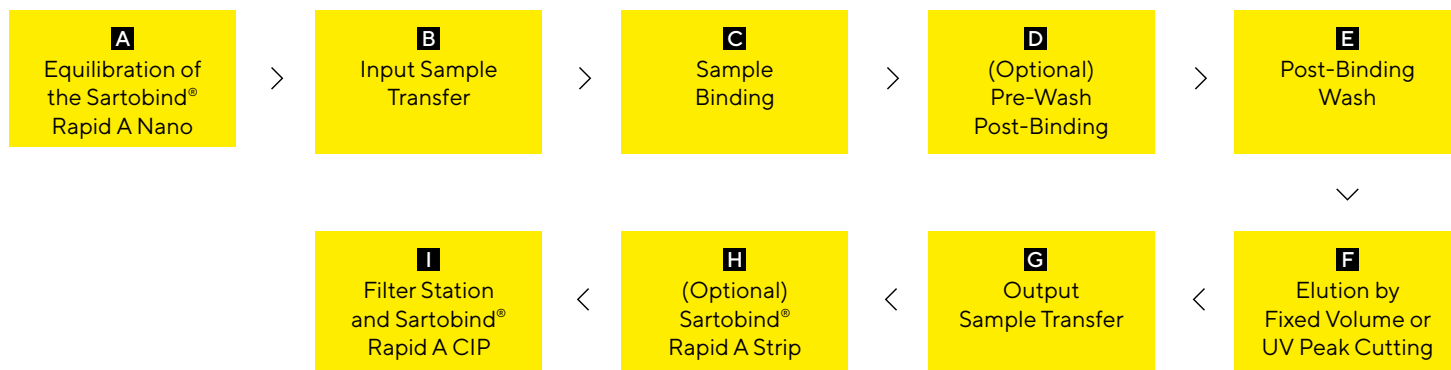 A
Equilibration of
the Sartobind®
Rapid A Nano
B
Input Sample
Transfer
C
Sample
Binding
D
(Optional)
Pre-Wash
Post-Binding
E
Post-Binding
Wash
F
Elution by
Fixed Volume or
UV Peak Cutting
G
Output
Sample Transfer
H
(Optional)
Sartobind®
Rapid A Strip
I
Filter Station
and Sartobind®
Rapid A CIP